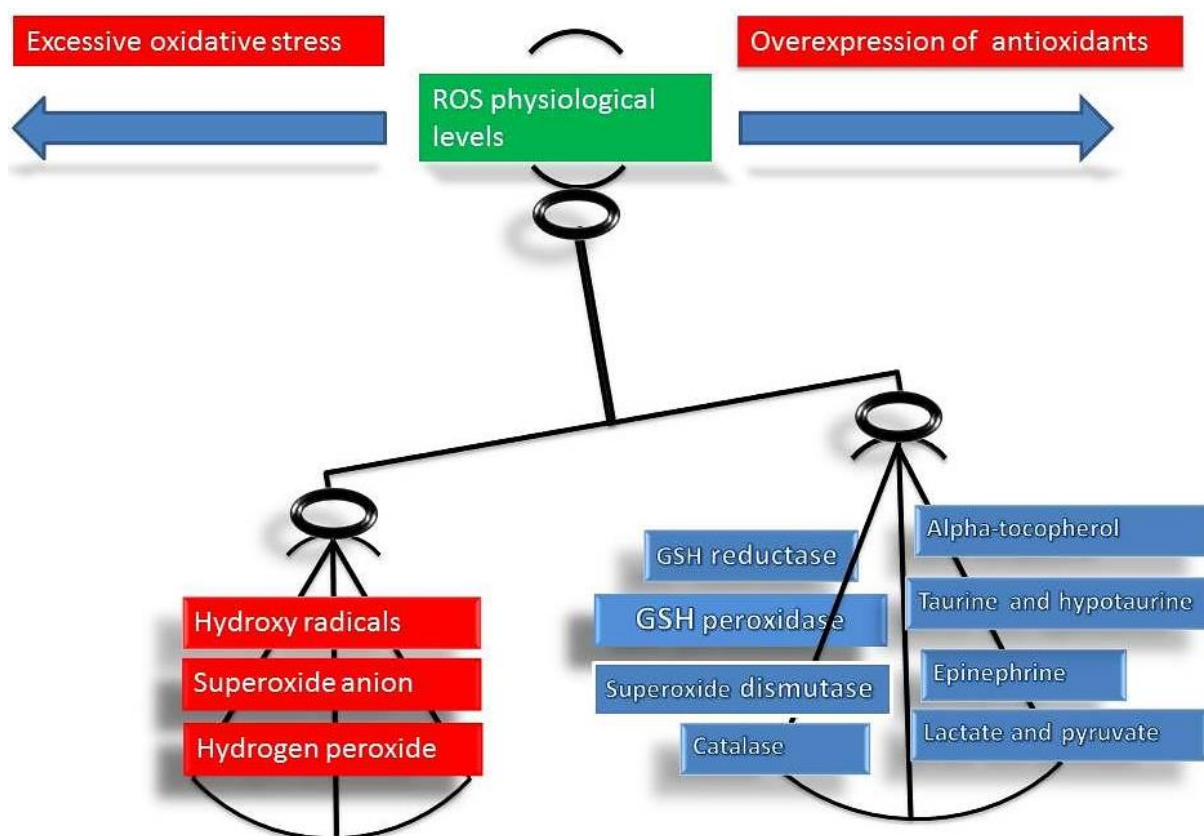 Excessive oxidative stress
Overexpression of antioxidants
ROS physiological
levels
Hydroxy radicals
Superoxide anion
Hydrogen peroxide
GSH reductase
GSH peroxidase
Superoxide dismutase
Catalase
Alpha-tocopherol
Taurine and hypotaurine
Epinephrine
Lactate and pyruvate